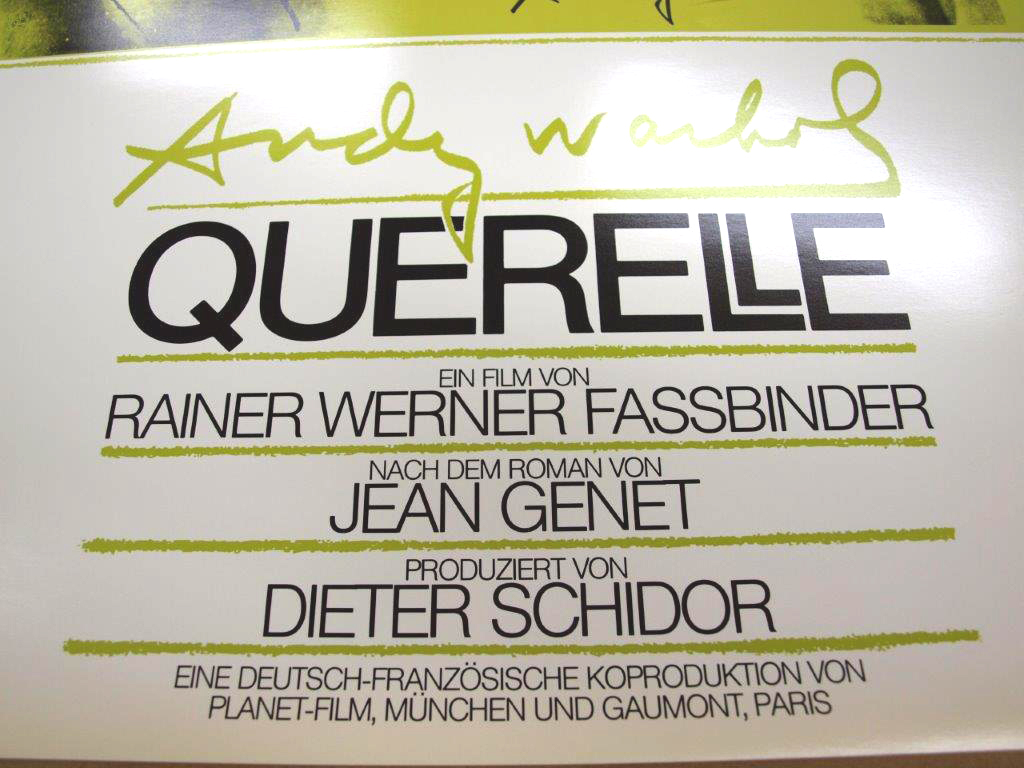 Andy Warhol
QUERELLE
EIN FILM VON
RAINER WERNER FASSBINDER
NACH DEM ROMAN VON
JEAN GENET
PRODUZIERT VON
DIETER SCHIDOR
EINE DEUTSCH-FRANZÖSISCHE KOPRODUKTION VON
PLANET-FILM, MÜNCHEN UND GAUMONT, PARIS